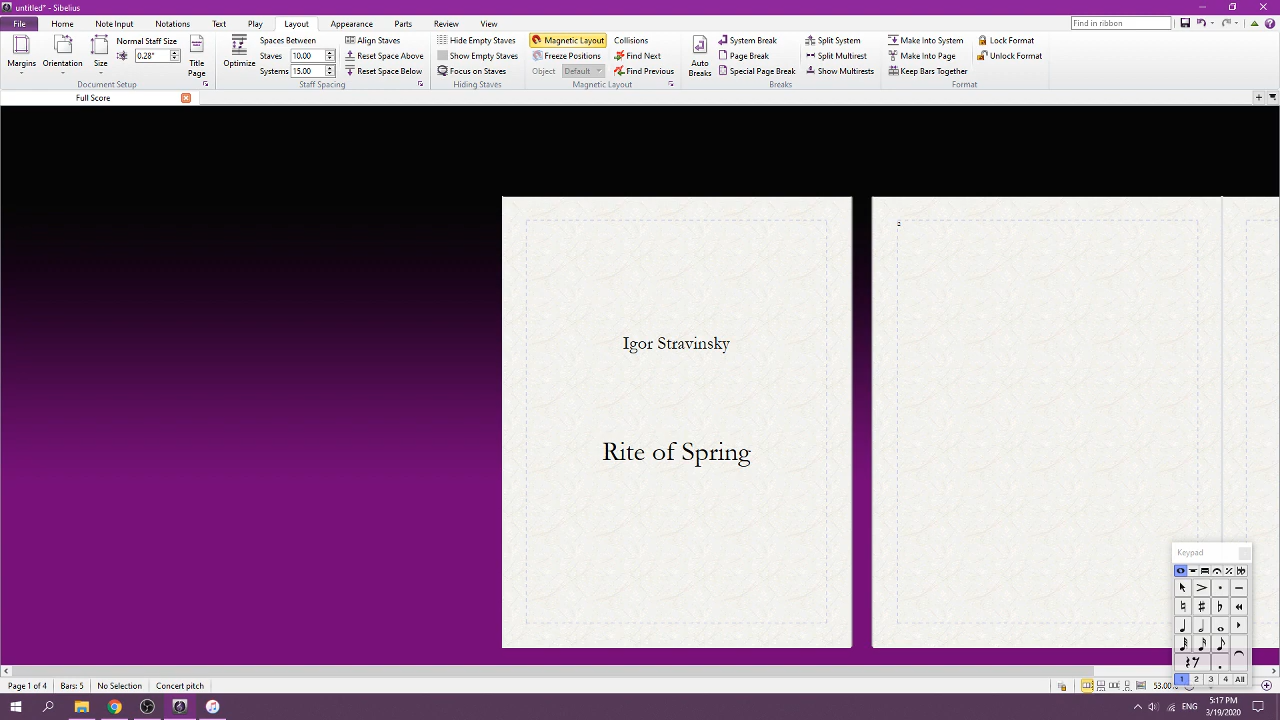 untitled* - Sibelius
File Home Note Input Notations Text Play Layout Appearance Parts Review View Find in ribbon
Margins Orientation Size Normal Staff Size 0.28" Title Page Document Setup
Optimize Spaces Between Staves 10.00 Systems 15.00 Align Staves Reset Space Above Reset Space Below Staff Spacing
Hide Empty Staves Show Empty Staves Focus on Staves Hiding Staves
Magnetic Layout Freeze Positions Object Default Collisions Find Next Find Previous Magnetic Layout
Auto Breaks System Break Page Break Special Page Break Split System Split Multirest Show Multirests Breaks
Make Into System Make Into Page Keep Bars Together Lock Format Unlock Format Format
Full Score
Igor Stravinsky
Rite of Spring
Keypad
1 2 3 4 All
Page 1 of 4 Bars: 5 No Selection Concert pitch 53.00%
ENG 5:17 PM
3/19/2020